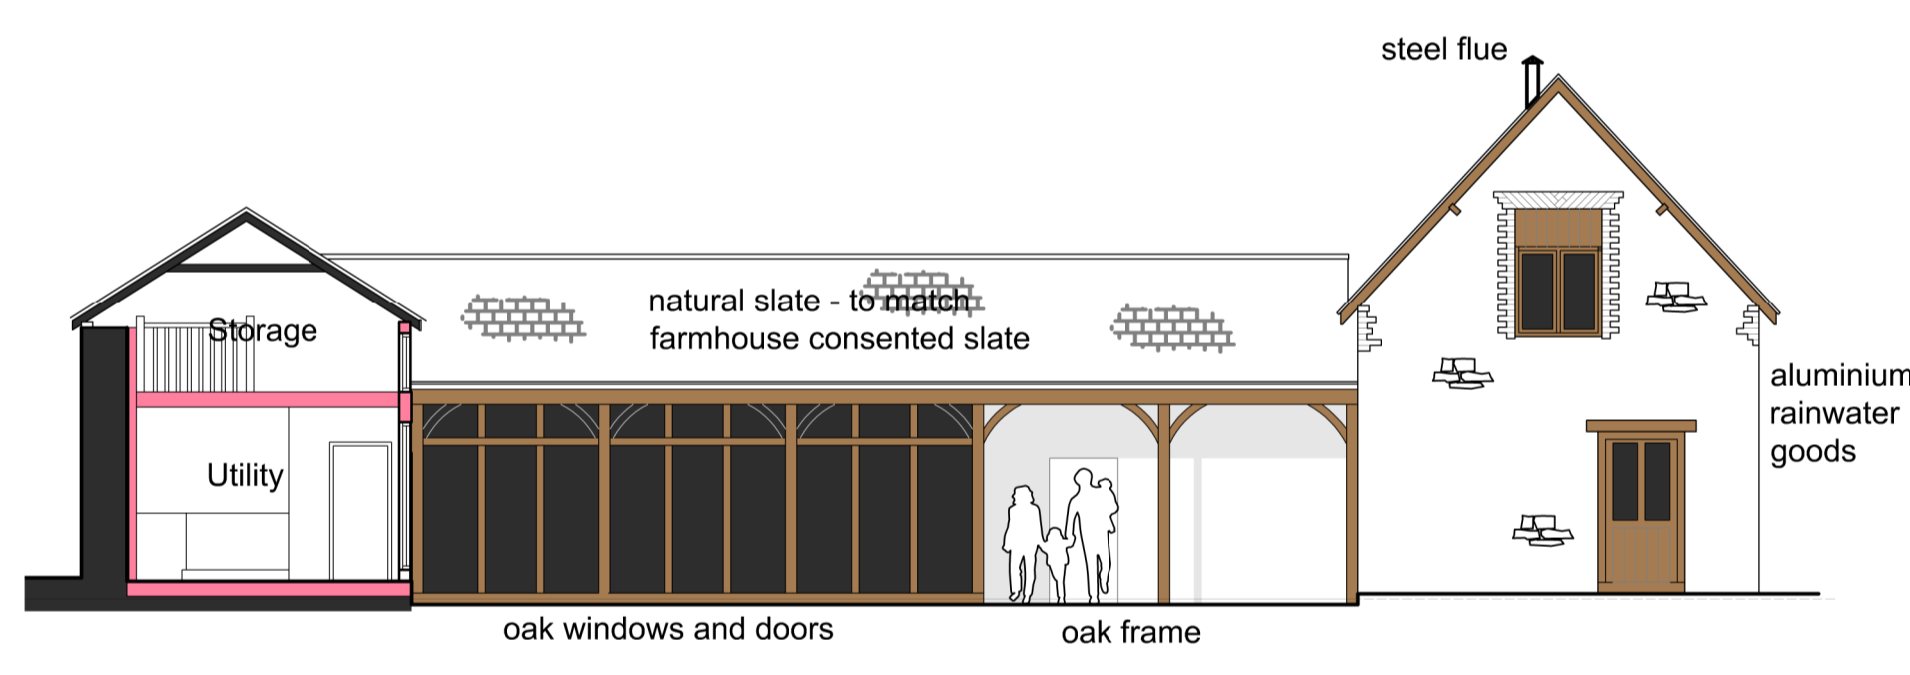 steel flue
natural slate - to match
farmhouse consented slate
Storage
Utility
aluminium
rainwater
goods
oak windows and doors
oak frame